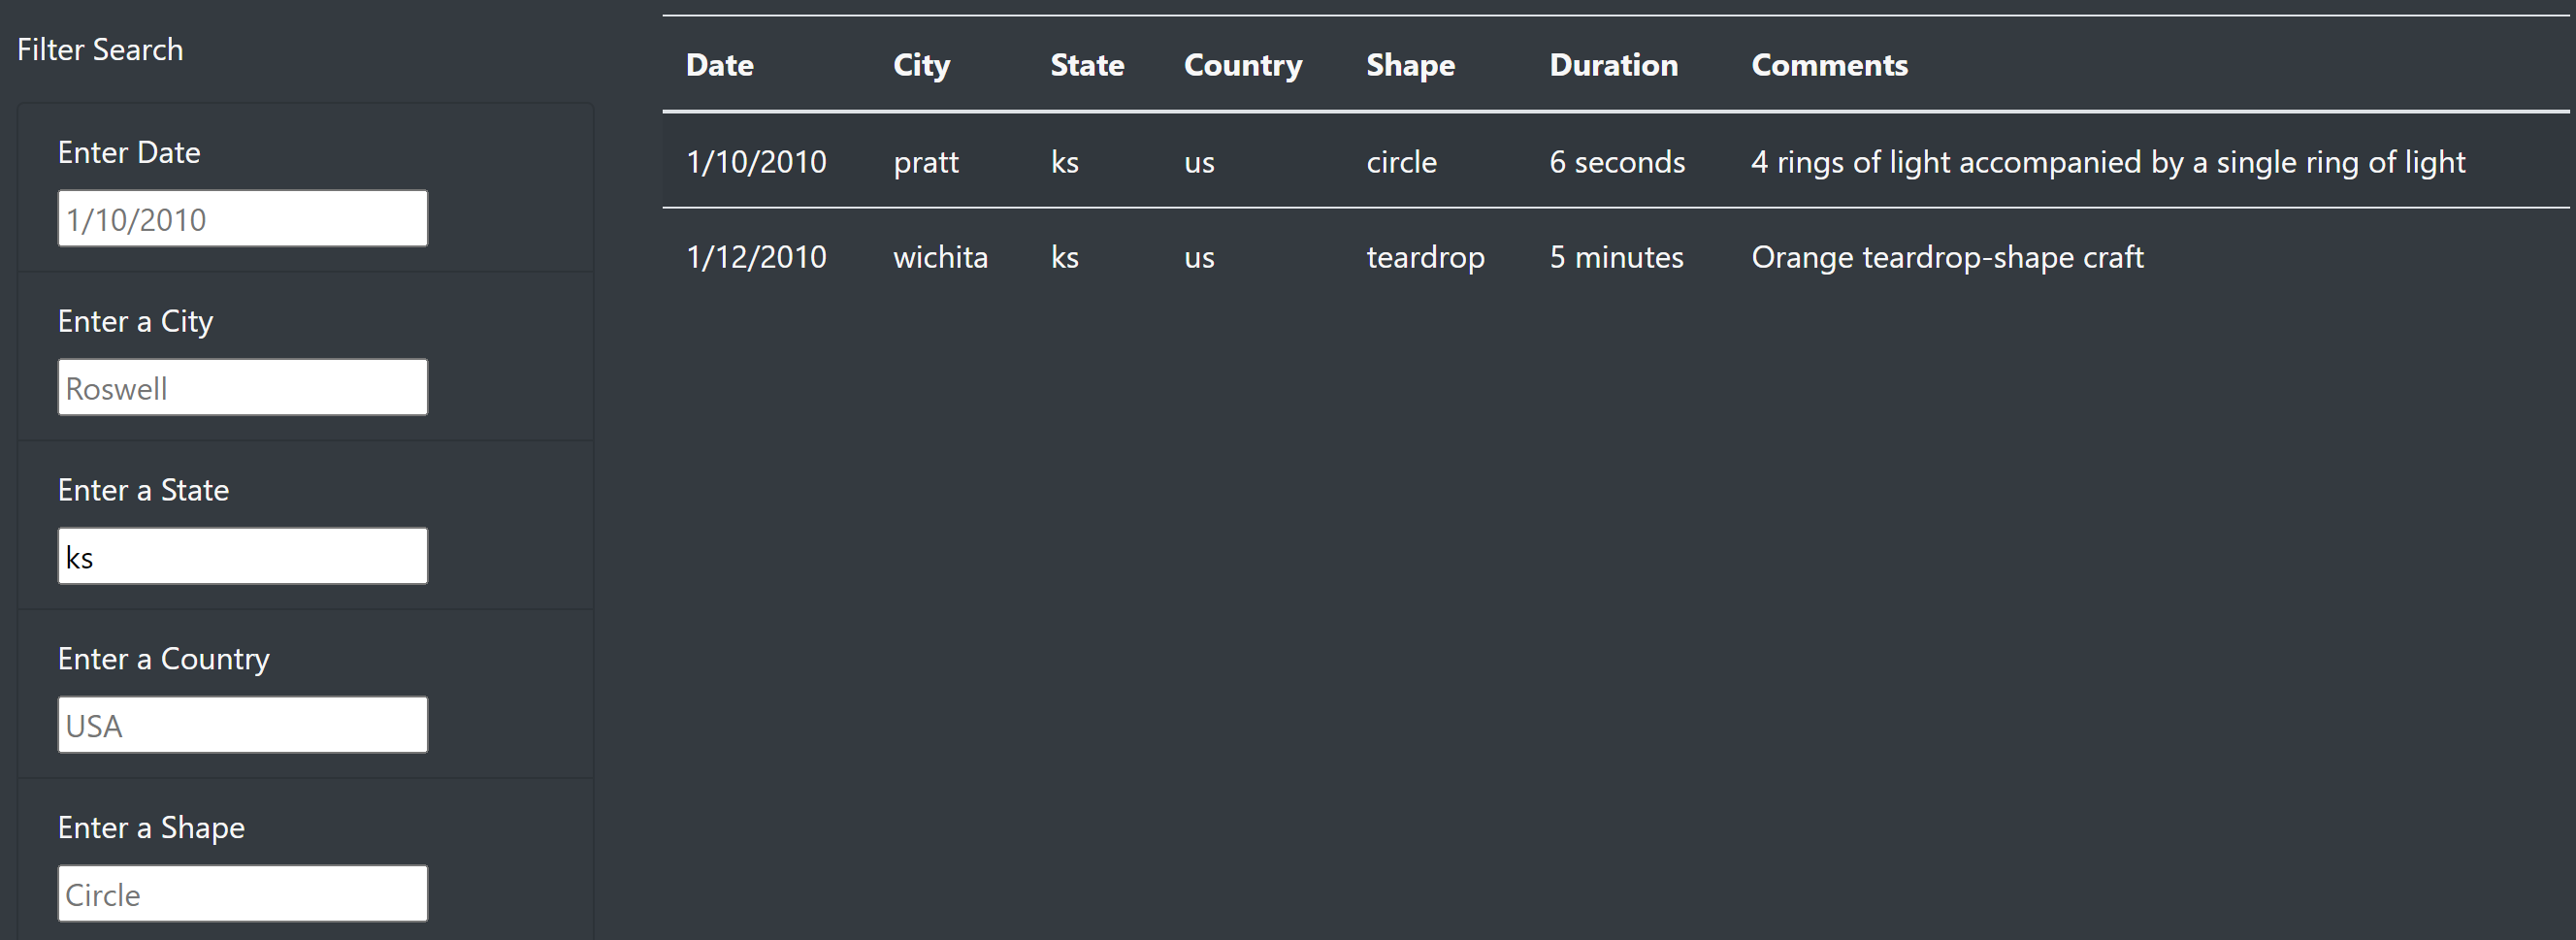 Filter Search
Enter Date
1/10/2010
Enter a City
Roswell
Enter a State
ks
Enter a Country
USA
Enter a Shape
Circle
Date City State Country Shape Duration Comments
1/10/2010 pratt ks us circle 6 seconds 4 rings of light accompanied by a single ring of light
1/12/2010 wichita ks us teardrop 5 minutes Orange teardrop-shape craft